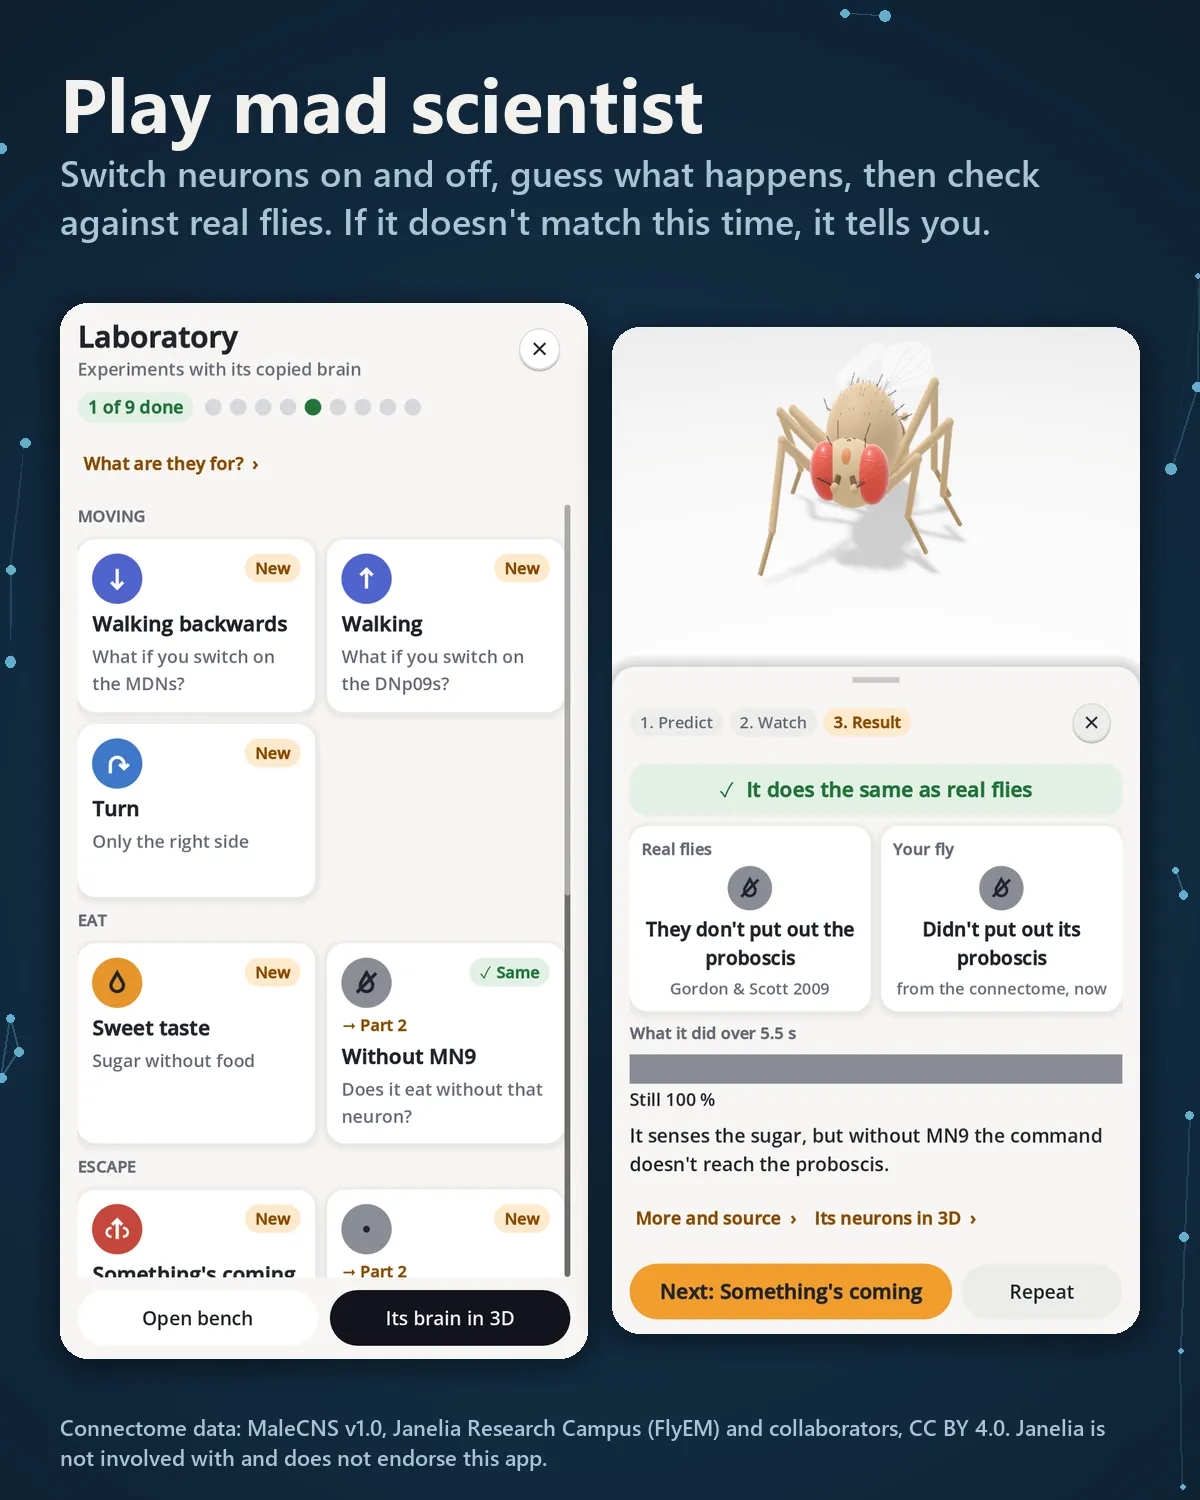 Play mad scientist
Switch neurons on and off, guess what happens, then check
against real flies. If it doesn't match this time, it tells you.
Laboratory
Experiments with its copied brain
1 of 9 done
What are they for? ›
MOVING
New
Walking backwards
What if you switch on
the MDNs?
New
Walking
What if you switch on
the DNp09s?
New
Turn
Only the right side
EAT
New
Sweet taste
Sugar without food
✓ Same
→ Part 2
Without MN9
Does it eat without that
neuron?
ESCAPE
New
Something's coming
New
→ Part 2
Open bench
Its brain in 3D
1. Predict
2. Watch
3. Result
✓ It does the same as real flies
Real flies
They don't put out the
proboscis
Gordon & Scott 2009
Your fly
Didn't put out its
proboscis
from the connectome, now
What it did over 5.5 s
Still 100 %
It senses the sugar, but without MN9 the command
doesn't reach the proboscis.
More and source ›
Its neurons in 3D ›
Next: Something's coming
Repeat
Connectome data: MaleCNS v1.0, Janelia Research Campus (FlyEM) and collaborators, CC BY 4.0. Janelia is
not involved with and does not endorse this app.